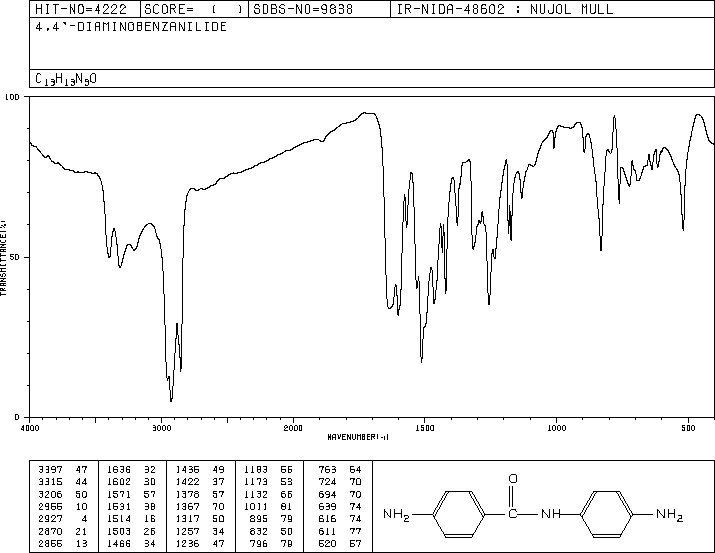 HIT-NO=4222 SCORE= ( ) SDBS-NO=9838 IR-NIDA-48602 : NUJOL MULL
4,4'-DIAMINOBENZANILIDE
C13H13N3O
100
50
0
TRANSMITTANCE(%)
4000 3000 2000 1500 1000 500
WAVENUMBER(-1)
3397 47 1636 32 1436 49 1183 55 763 64
3315 44 1602 30 1422 37 1173 53 724 70
3206 50 1571 57 1378 57 1132 66 694 70
2955 10 1531 38 1367 70 1011 81 639 74
2927 4 1514 16 1317 50 895 79 616 74
2870 21 1503 26 1257 34 832 50 611 77
2855 13 1466 34 1236 47 796 79 520 57
O
NH2 C NH NH2